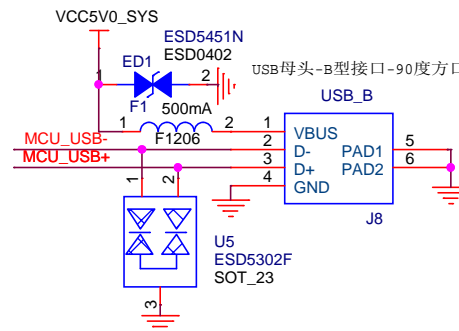 VCC5V0_SYS
ESD5451N
ED1
ESD0402
1
2
USB母头-B型接口-90度方口
F1
500mA
USB_B
1
2
F1206
1
VBUS
MCU_USB-
2
D-
PAD1
5
MCU_USB+
3
D+
PAD2
6
4
GND
1
2
J8
U5
ESD5302F
SOT_23
3